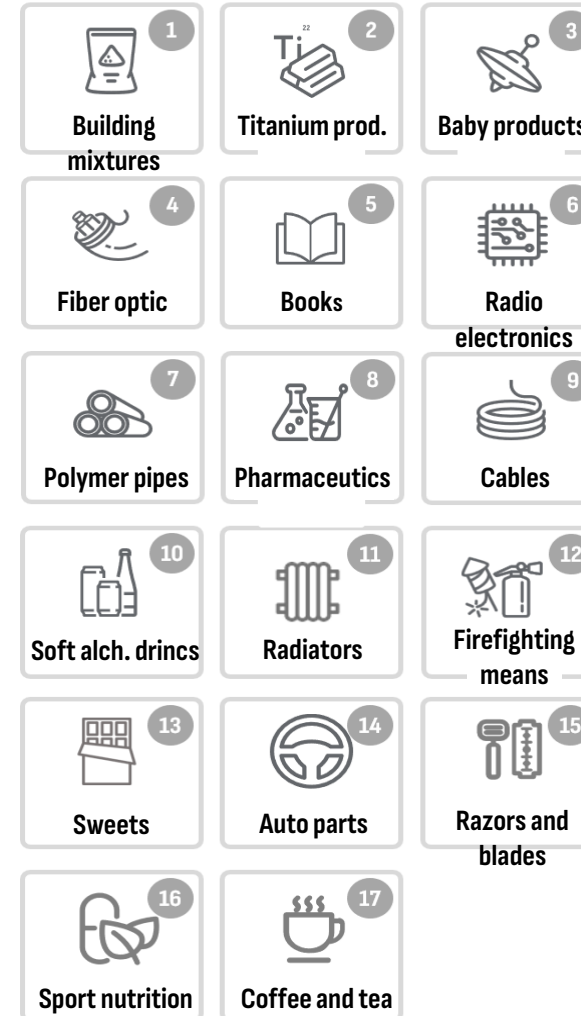 1
Building
mixtures
22
Ti
2
Titanium prod.
3
Baby products
4
Fiber optic
5
Books
6
Radio
electronics
7
Polymer pipes
8
Pharmaceutics
9
Cables
10
Soft alch. drincs
11
Radiators
12
Firefighting
means
13
Sweets
14
Auto parts
15
Razors and
blades
16
Sport nutrition
17
Coffee and tea